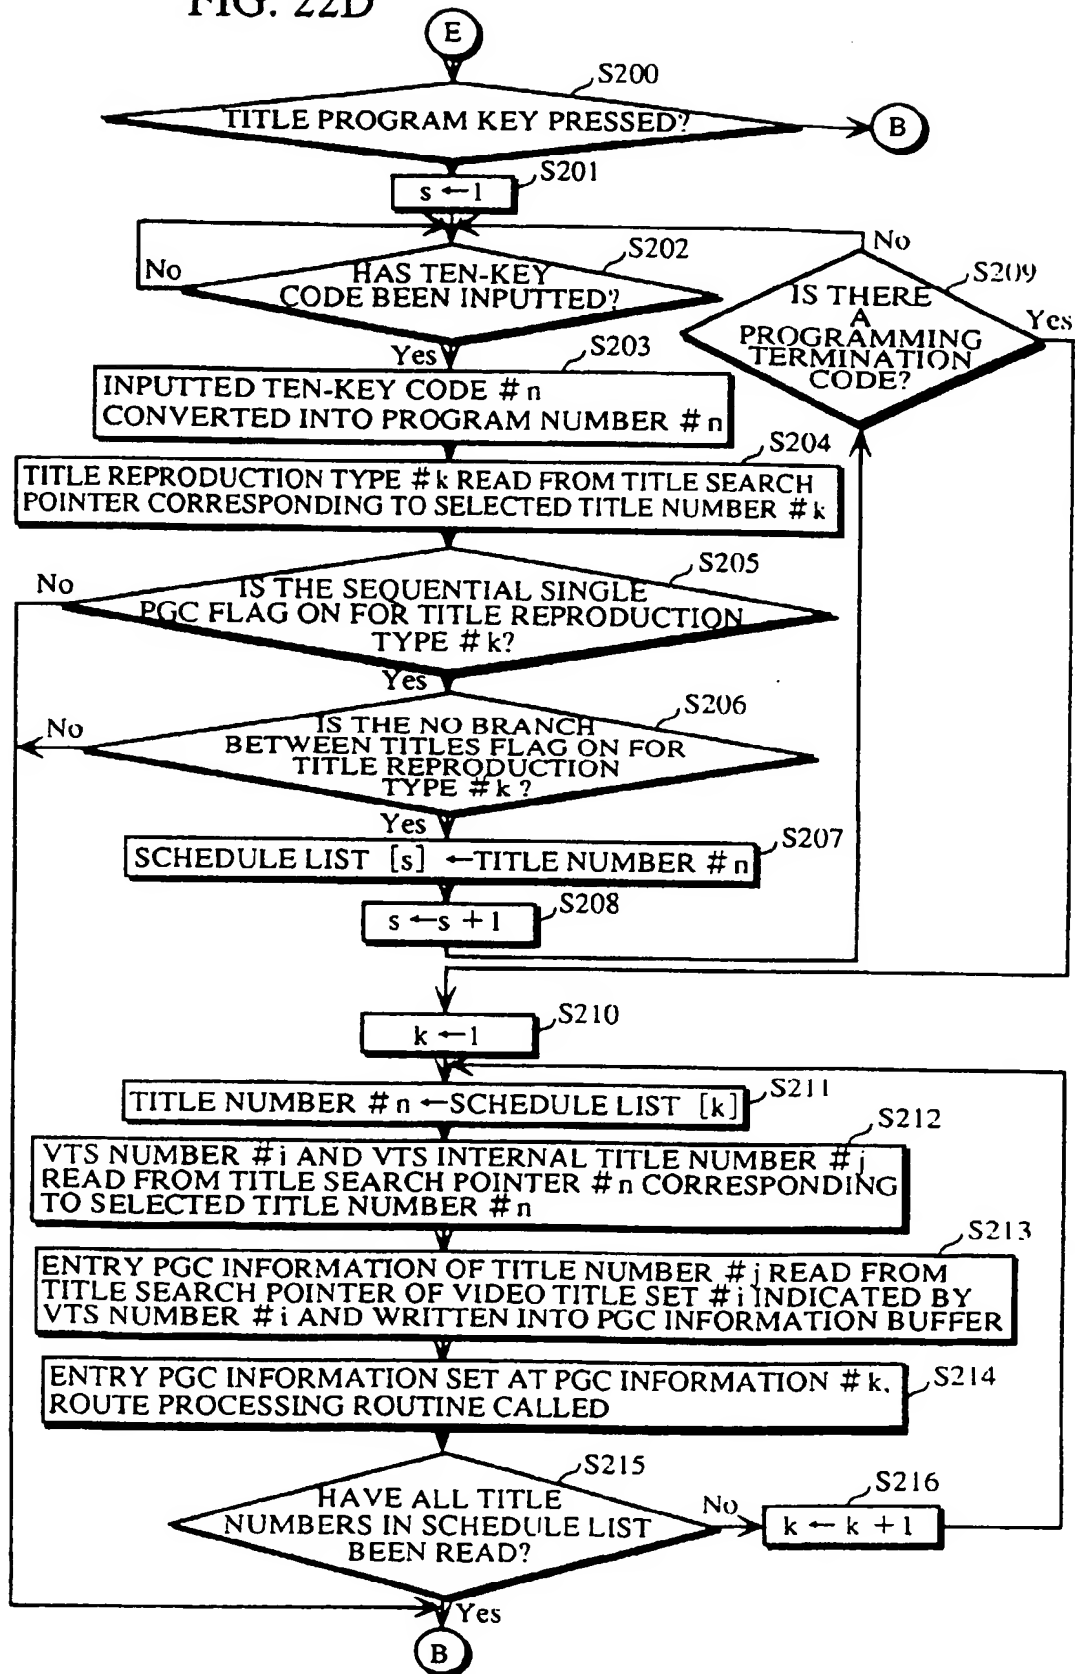 FIG. 22D
E
S200
TITLE PROGRAM KEY PRESSED?
B
S201
s ← 1
S202
No
HAS TEN-KEY
CODE BEEN INPUTTED?
No
S209
IS THERE
A
PROGRAMMING
TERMINATION
CODE?
Yes
Yes
S203
INPUTTED TEN-KEY CODE #n
CONVERTED INTO PROGRAM NUMBER #n
S204
TITLE REPRODUCTION TYPE #k READ FROM TITLE SEARCH
POINTER CORRESPONDING TO SELECTED TITLE NUMBER #k
S205
No
IS THE SEQUENTIAL SINGLE
PGC FLAG ON FOR TITLE REPRODUCTION
TYPE #k?
Yes
S206
No
IS THE NO BRANCH
BETWEEN TITLES FLAG ON FOR
TITLE REPRODUCTION
TYPE #k?
Yes
S207
SCHEDULE LIST [s] ←TITLE NUMBER #n
S208
s ←s + 1
S210
k ←1
S211
TITLE NUMBER #n ←SCHEDULE LIST [k]
S212
VTS NUMBER #i AND VTS INTERNAL TITLE NUMBER #j
READ FROM TITLE SEARCH POINTER #n CORRESPONDING
TO SELECTED TITLE NUMBER #n
S213
ENTRY PGC INFORMATION OF TITLE NUMBER #j READ FROM
TITLE SEARCH POINTER OF VIDEO TITLE SET #i INDICATED BY
VTS NUMBER #i AND WRITTEN INTO PGC INFORMATION BUFFER
S214
ENTRY PGC INFORMATION SET AT PGC INFORMATION #k,
ROUTE PROCESSING ROUTINE CALLED
S215
HAVE ALL TITLE
NUMBERS IN SCHEDULE LIST
BEEN READ?
No
S216
k ← k + 1
Yes
B